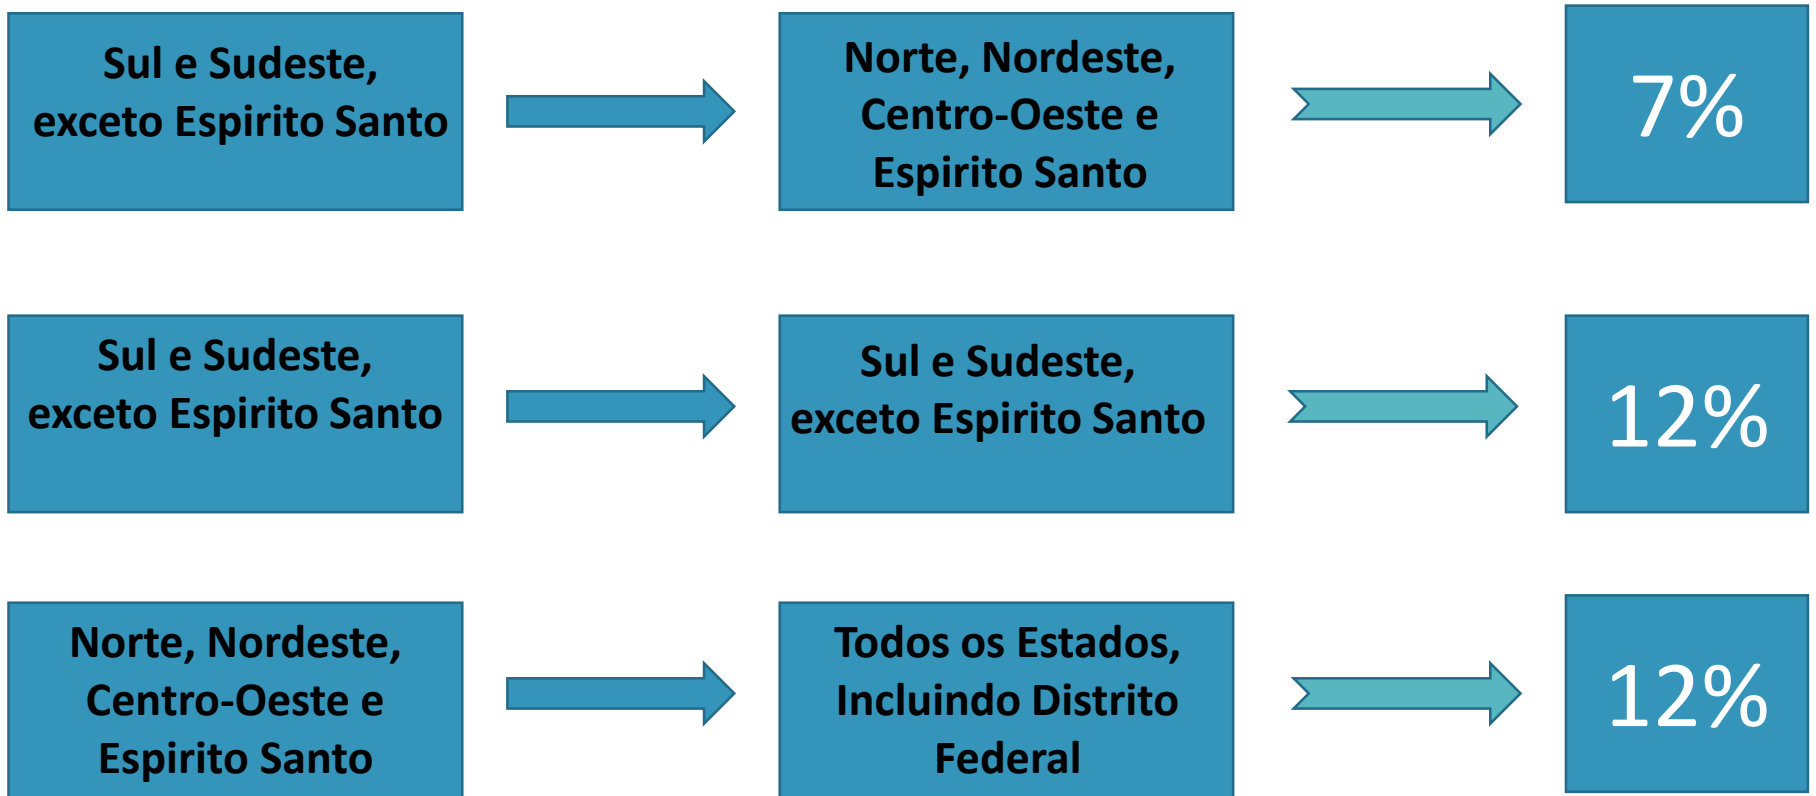 Sul e Sudeste,
exceto Espirito Santo
Norte, Nordeste,
Centro-Oeste e
Espirito Santo
7%
Sul e Sudeste,
exceto Espirito Santo
Sul e Sudeste,
exceto Espirito Santo
12%
Norte, Nordeste,
Centro-Oeste e
Espirito Santo
Todos os Estados,
Incluindo Distrito
Federal
12%